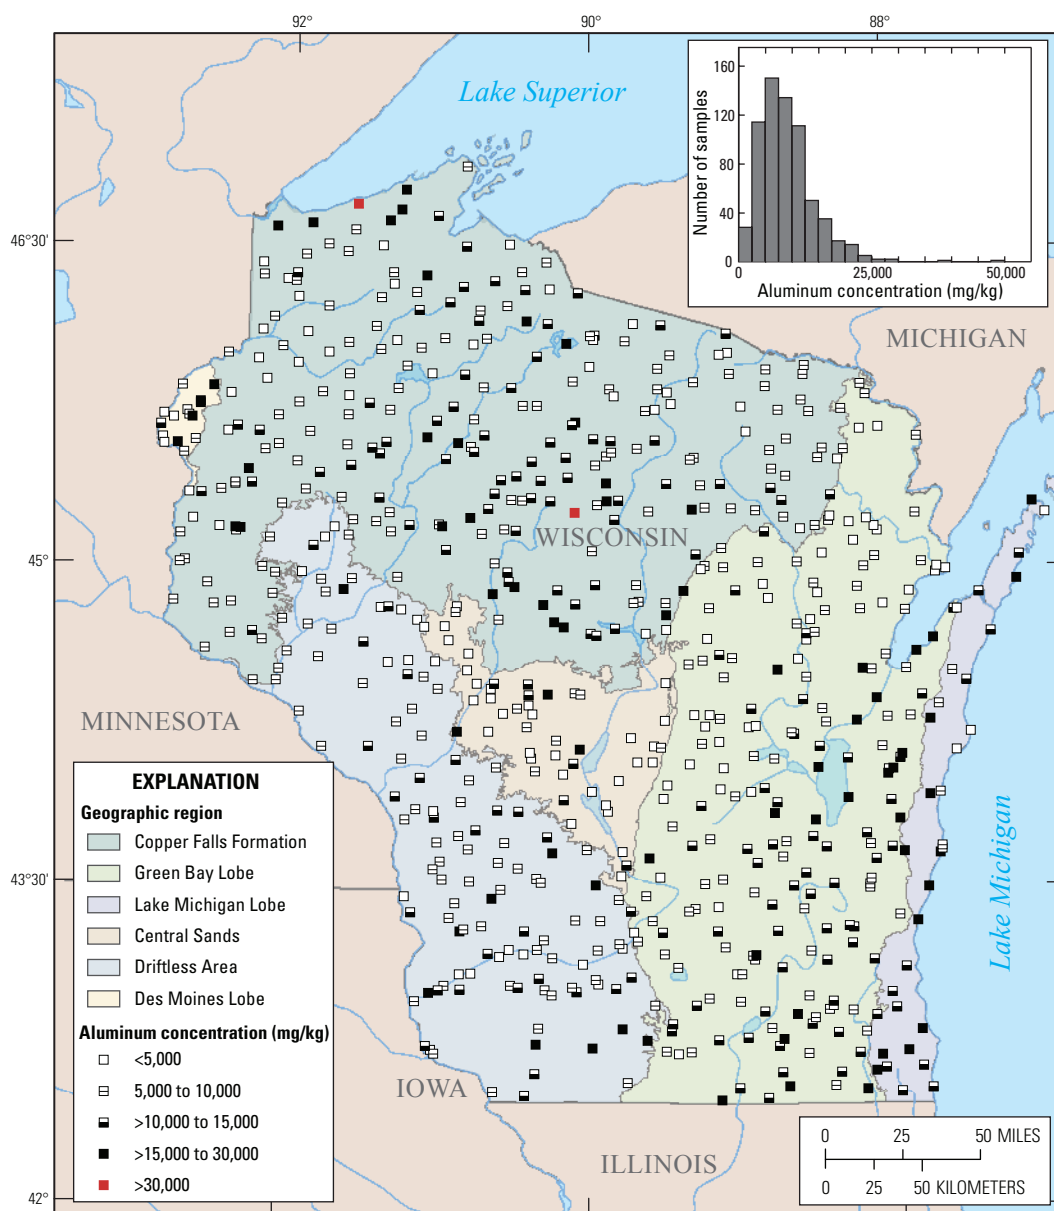 92°
90°
88°
Lake Superior
160
120
80
40
0
Number of samples
0
25,000
50,000
Aluminum concentration (mg/kg)
46°30'
MICHIGAN
WISCONSIN
45°
MINNESOTA
EXPLANATION
Geographic region
Copper Falls Formation
Green Bay Lobe
Lake Michigan Lobe
Central Sands
Driftless Area
Des Moines Lobe
Aluminum concentration (mg/kg)
<5,000
5,000 to 10,000
>10,000 to 15,000
>15,000 to 30,000
>30,000
43°30'
Lake Michigan
IOWA
ILLINOIS
0 25 50 MILES
0 25 50 KILOMETERS
42°